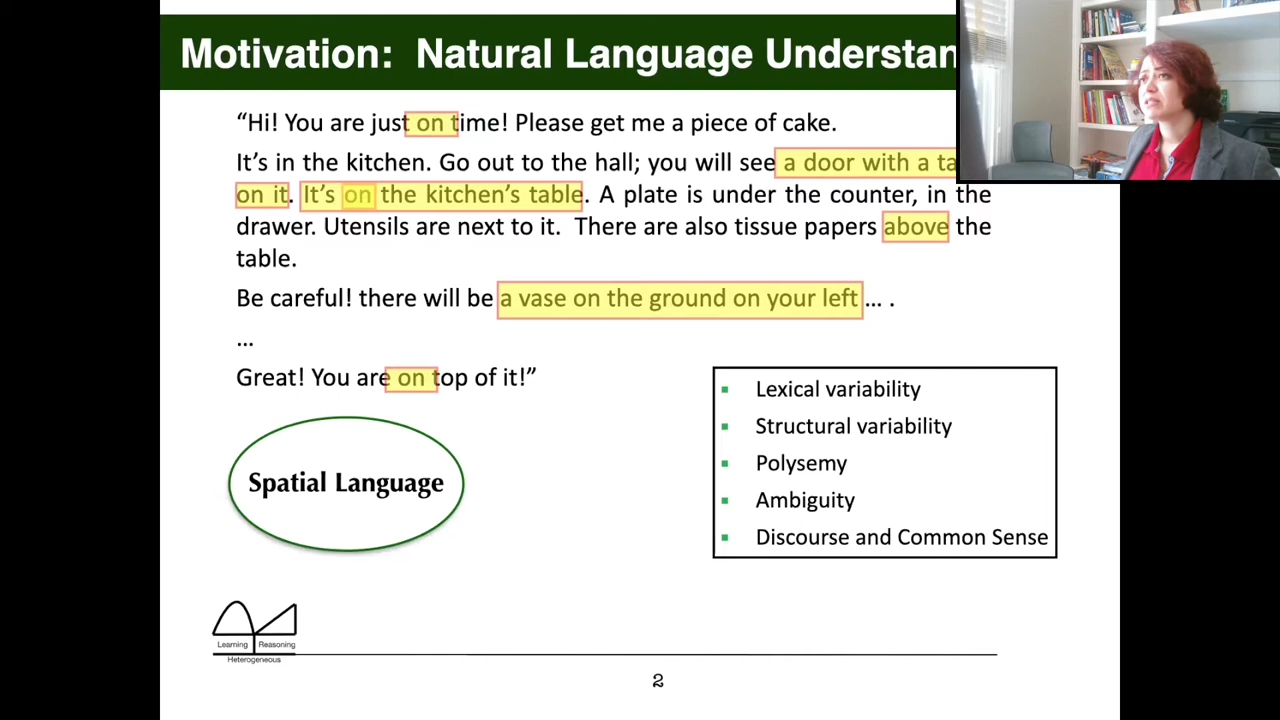 Motivation: Natural Language
“Hi! You are just on time! Please get me a piece of cake.
It’s in the kitchen. Go out to the hall; you will see a door with a
on it. It’s on the kitchen’s table. A plate is under the counter, in the
drawer. Utensils are next to it. There are also tissue papers above the
table.
Be careful! there will be a vase on the ground on your left … .
…
Great! You are on top of it!”
Spatial Language
Lexical variability
Structural variability
Polysemy
Ambiguity
Discourse and Common Sense
Learning Reasoning
Heterogeneous
2